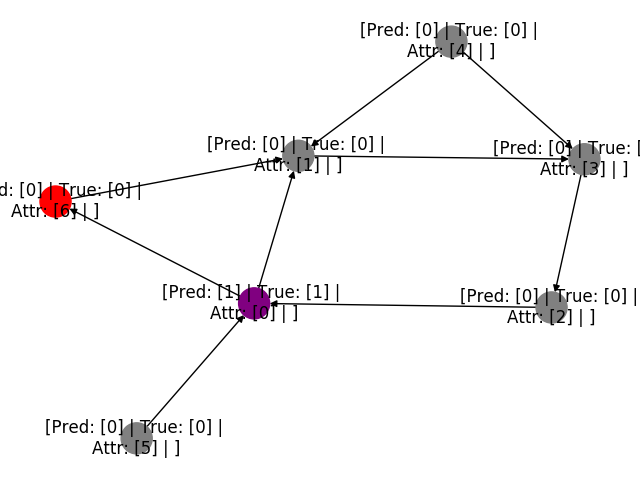 [Pred: [0] | True: [0] |
Attr: [4] | ]
[Pred: [0] | True: [0] |
Attr: [1] | ]
[Pred: [0] | True: [
Attr: [3] | ]
d: [0] | True: [0] |
Attr: [6] | ]
[Pred: [1] | True: [1] |
Attr: [0] | ]
[Pred: [0] | True: [0] |
Attr: [2] | ]
[Pred: [0] | True: [0] |
Attr: [5] | ]